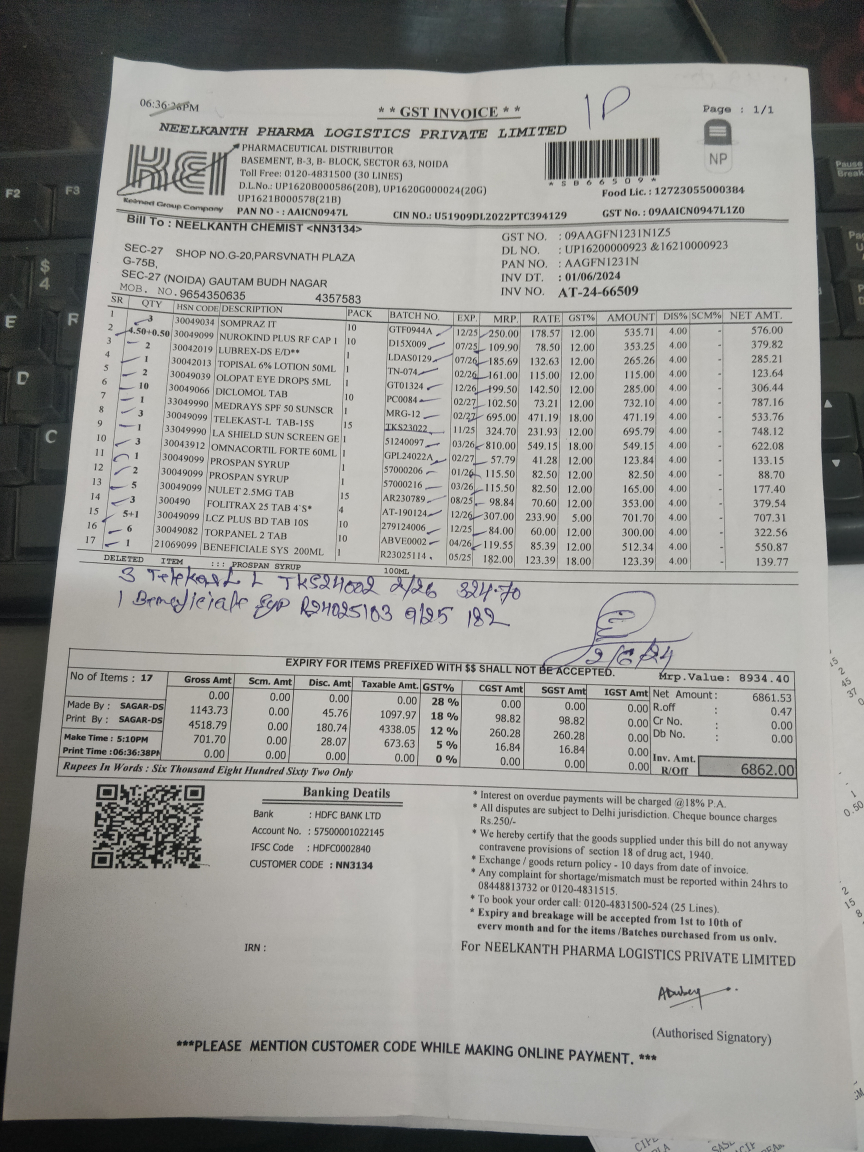 06:36:26PM
** GST INVOICE **
1P
Page : 1/1
NEELKANTH PHARMA LOGISTICS PRIVATE LIMITED
NP
KEI
Keimed Group Company
PHARMACEUTICAL DISTRIBUTOR
BASEMENT, B-3, B- BLOCK, SECTOR 63, NOIDA
Toll Free: 0120-4831500 (30 LINES)
D.L.No.: UP1620B000586(20B), UP1620G000024(20G)
UP1621B000578(21B)
*SB66509*
Food Lic. : 12723055000384
PAN NO - : AAICN0947L CIN NO.: U51909DL2022PTC394129 GST No. : 09AAICN0947L1Z0
Bill To : NEELKANTH CHEMIST <NN3134>
SEC-27 SHOP NO.G-20,PARSVNATH PLAZA
G-75B,
SEC-27 (NOIDA) GAUTAM BUDH NAGAR
MOB. NO.9654350635 4357583
GST NO. : 09AAGFN1231N1Z5
DL NO. : UP16200000923 &16210000923
PAN NO. : AAGFN1231N
INV DT. : 01/06/2024
INV NO. AT-24-66509
SR QTY HSN CODE DESCRIPTION PACK BATCH NO. EXP. MRP. RATE GST% AMOUNT DIS% SCM% NET AMT.
1 3 30049034 SOMPRAZ IT 10 GTF0944A 12/25 250.00 178.57 12.00 535.71 4.00 - 576.00
2 4.50+0.50 30049099 NUROKIND PLUS RF CAP 1 10 D15X009 07/25 109.90 78.50 12.00 353.25 4.00 - 379.82
3 2 30042019 LUBREX-DS E/D** 1 LDAS0129 07/26 185.69 132.63 12.00 265.26 4.00 - 285.21
4 1 30042013 TOPISAL 6% LOTION 50ML 1 TN-074 02/26 161.00 115.00 12.00 115.00 4.00 - 123.64
5 2 30049039 OLOPAT EYE DROPS 5ML 1 GT01324 12/26 199.50 142.50 12.00 285.00 4.00 - 306.44
6 10 30049066 DICLOMOL TAB 10 PC0084 02/27 102.50 73.21 12.00 732.10 4.00 - 787.16
7 1 33049990 MEDRAYS SPF 50 SUNSCR 1 MRG-12 02/27 695.00 471.19 18.00 471.19 4.00 - 533.76
8 3 30049099 TELEKAST-L TAB-15S 15 TKS23022 11/25 324.70 231.93 12.00 695.79 4.00 - 748.12
9 1 33049990 LA SHIELD SUN SCREEN GE 1 51240097 03/26 810.00 549.15 18.00 549.15 4.00 - 622.08
10 3 30043912 OMNACORTIL FORTE 60ML 1 GPL24022A 02/27 57.79 41.28 12.00 123.84 4.00 - 133.15
11 1 30049099 PROSPAN SYRUP 1 57000206 01/26 115.50 82.50 12.00 82.50 4.00 - 88.70
12 2 30049099 PROSPAN SYRUP 1 57000216 03/26 115.50 82.50 12.00 165.00 4.00 - 177.40
13 5 30049099 NULET 2.5MG TAB 15 AR230789 08/25 98.84 70.60 12.00 353.00 4.00 - 379.54
14 3 300490 FOLITRAX 25 TAB 4`S* 4 AT-190124 12/26 307.00 233.90 5.00 701.70 4.00 - 707.31
15 5+1 30049099 LCZ PLUS BD TAB 10S 10 279124006 12/25 84.00 60.00 12.00 300.00 4.00 - 322.56
16 6 30049082 TORPANEL 2 TAB 10 ABVE0002 04/26 119.55 85.39 12.00 512.34 4.00 - 550.87
17 1 21069099 BENEFICIALE SYS 200ML 1 R23025114 05/25 182.00 123.39 18.00 123.39 4.00 - 139.77
DELETED ITEM ::: PROSPAN SYRUP 100ML
3 Telekast L TKS24002 2/26 324.70
1 Beneficiale Syp R24025103 9/25 182
2/6/24
EXPIRY FOR ITEMS PREFIXED WITH $$ SHALL NOT BE ACCEPTED. Mrp.Value: 8934.40
No of Items : 17 Gross Amt Scm. Amt Disc. Amt Taxable Amt. GST% CGST Amt SGST Amt IGST Amt
0.00 0.00 0.00 0.00 28 % 0.00 0.00 0.00
1143.73 0.00 45.76 1097.97 18 % 98.82 98.82 0.00
4518.79 0.00 180.74 4338.05 12 % 260.28 260.28 0.00
701.70 0.00 28.07 673.63 5 % 16.84 16.84 0.00
0.00 0.00 0.00 0.00 0 % 0.00 0.00 0.00
Made By : SAGAR-DS
Print By : SAGAR-DS
Make Time : 5:10PM
Print Time :06:36:38PM
Net Amount : 6861.53
R.off : 0.47
Cr No. : 0.00
Db No. : 0.00
Inv. Amt.
R/Off 6862.00
Rupees In Words : Six Thousand Eight Hundred Sixty Two Only
Banking Deatils
Bank : HDFC BANK LTD
Account No. : 57500001022145
IFSC Code : HDFC0002840
CUSTOMER CODE : NN3134
* Interest on overdue payments will be charged @18% P.A.
* All disputes are subject to Delhi jurisdiction. Cheque bounce charges
Rs.250/-
* We hereby certify that the goods supplied under this bill do not anyway
contravene provisions of section 18 of drug act, 1940.
* Exchange / goods return policy - 10 days from date of invoice.
* Any complaint for shortage/mismatch must be reported within 24hrs to
08448813732 or 0120-4831515.
* To book your order call: 0120-4831500-524 (25 Lines).
* Expiry and breakage will be accepted from 1st to 10th of
every month and for the items /Batches purchased from us only.
IRN :
For NEELKANTH PHARMA LOGISTICS PRIVATE LIMITED
ADubey
(Authorised Signatory)
***PLEASE MENTION CUSTOMER CODE WHILE MAKING ONLINE PAYMENT. ***